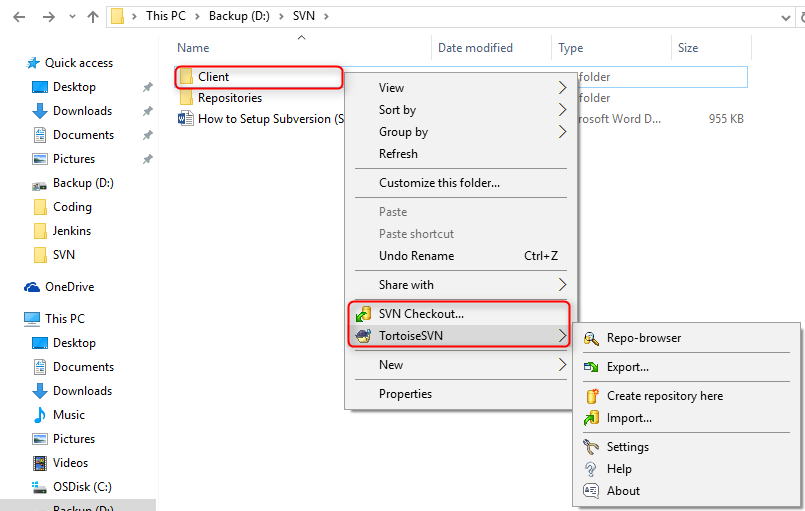 This PC > Backup (D:) > SVN >
Name Date modified Type Size
Quick access
Desktop
Downloads
Documents
Pictures
Backup (D:)
Coding
Jenkins
SVN
OneDrive
This PC
Desktop
Documents
Downloads
Music
Pictures
Videos
OSDisk (C:)
Backup (D:)
Client folder
Repositories folder
How to Setup Subversion (S rosoft Word D... 955 KB
View
Sort by
Group by
Refresh
Customize this folder...
Paste
Paste shortcut
Undo Rename Ctrl+Z
Share with
SVN Checkout...
TortoiseSVN
New
Properties
Repo-browser
Export...
Create repository here
Import...
Settings
Help
About